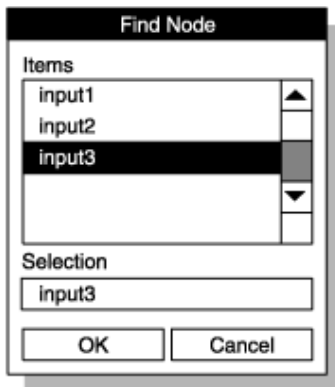 Find Node
Items
input1
input2
input3
Selection
input3
OK Cancel